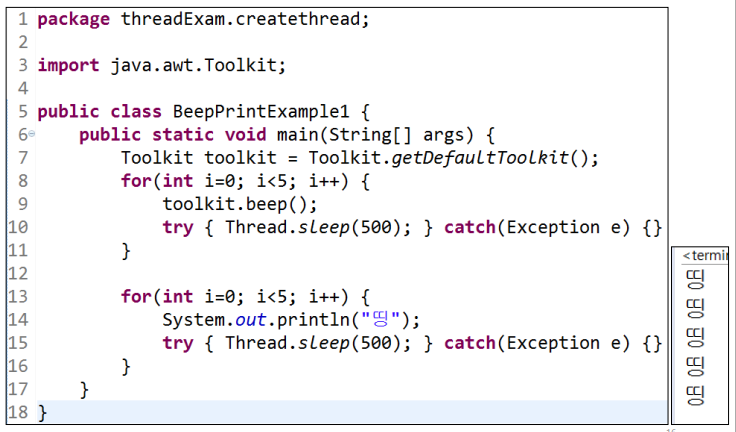 1 package threadExam.createthread;
2
3 import java.awt.Toolkit;
4
5 public class BeepPrintExample1 {
6 public static void main(String[] args) {
7 Toolkit toolkit = Toolkit.getDefaultToolkit();
8 for(int i=0; i<5; i++) {
9 toolkit.beep();
10 try { Thread.sleep(500); } catch(Exception e) {}
11 }
12
13 for(int i=0; i<5; i++) {
14 System.out.println("띵");
15 try { Thread.sleep(500); } catch(Exception e) {}
16 }
17 }
18 }
<termi
띵
띵
띵
띵
띵